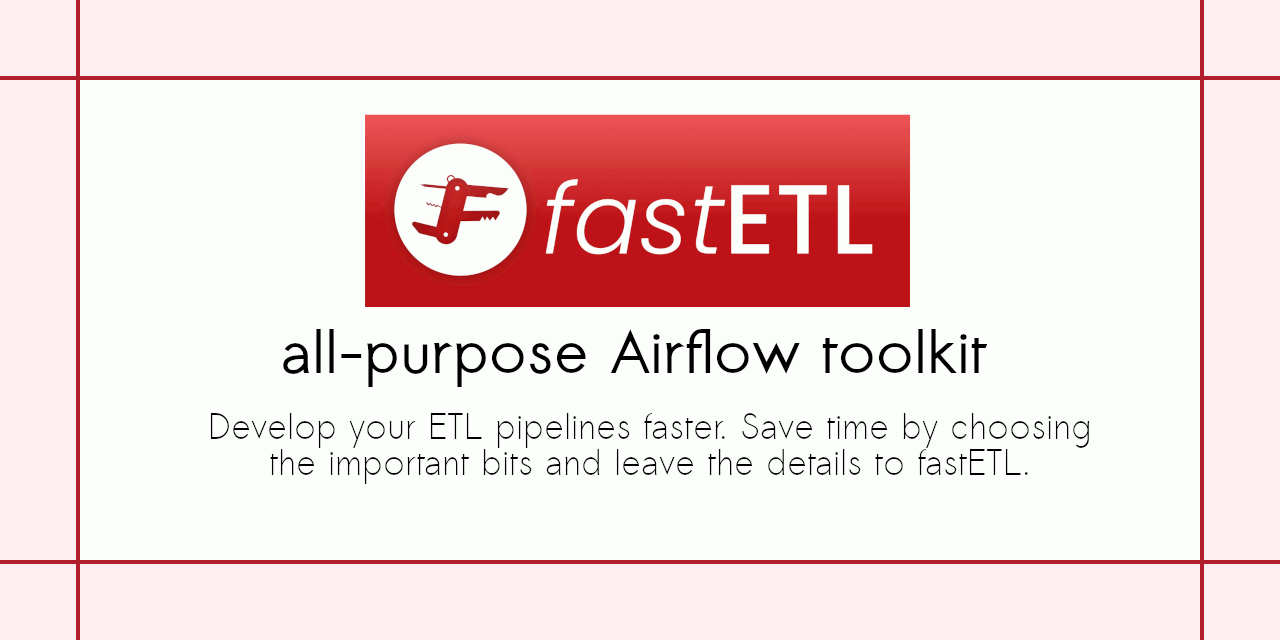 fastETL
all-purpose Airflow toolkit
Develop your ETL pipelines faster. Save time by choosing
the important bits and leave the details to fastETL.